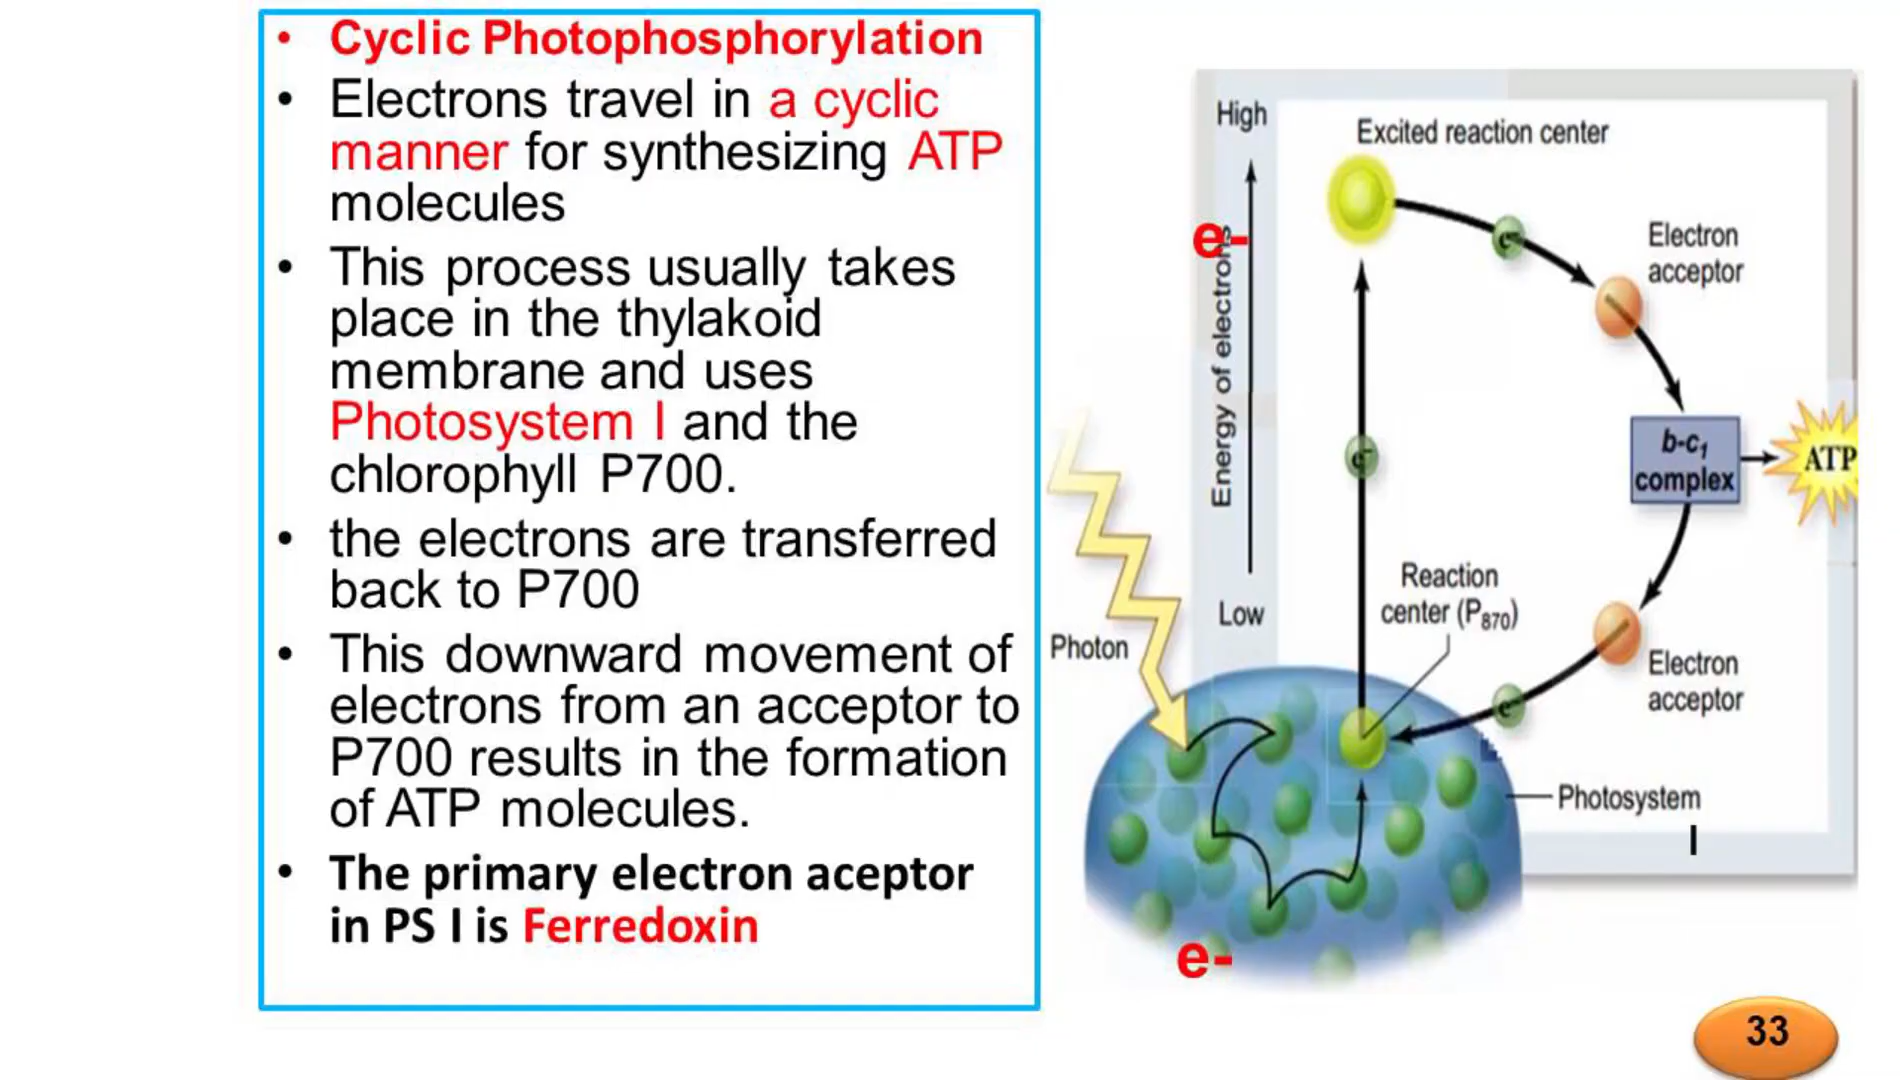 • Cyclic Photophosphorylation
• Electrons travel in a cyclic
manner for synthesizing ATP
molecules
• This process usually takes
place in the thylakoid
membrane and uses
Photosystem I and the
chlorophyll P700.
• the electrons are transferred
back to P700
• This downward movement of
electrons from an acceptor to
P700 results in the formation
of ATP molecules.
• The primary electron aceptor
in PS I is Ferredoxin
High
Excited reaction center
e-
Energy of electrons
e-
Electron
acceptor
e-
b-c1
complex
ATP
Reaction
center (P870)
Low
Photon
Electron
acceptor
e-
Photosystem
I
e-
33